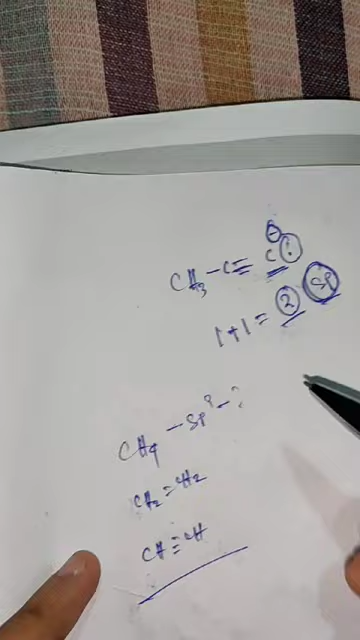 CH₃-C≡C:⊖
1+1=2 sp
CH₄ - sp³ - ?
CH₂=CH₂
CH≡CH